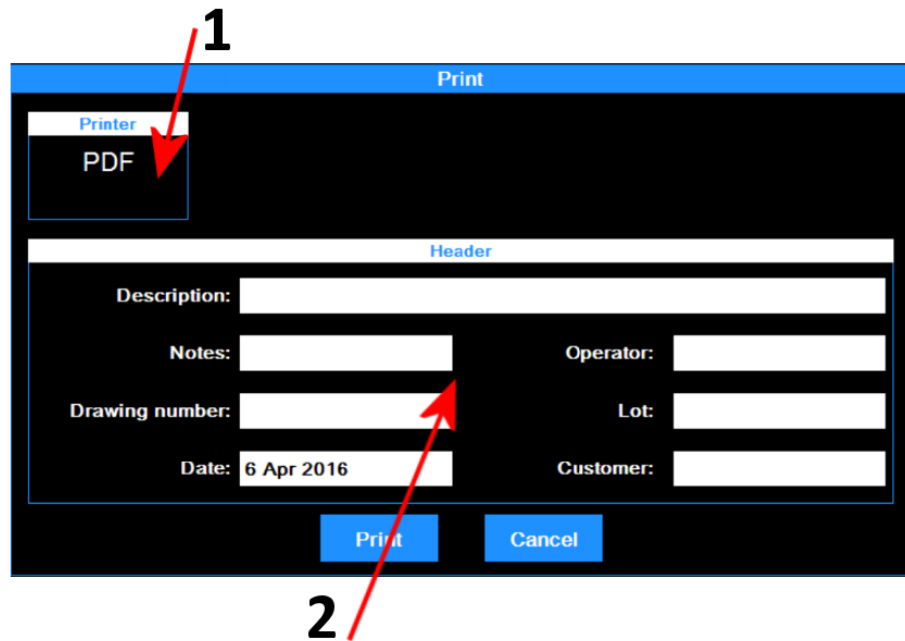 1
Print
Printer
PDF
Header
Description:
Notes:
Operator:
Drawing number:
Lot:
Date: 6 Apr 2016
Customer:
Print
Cancel
2